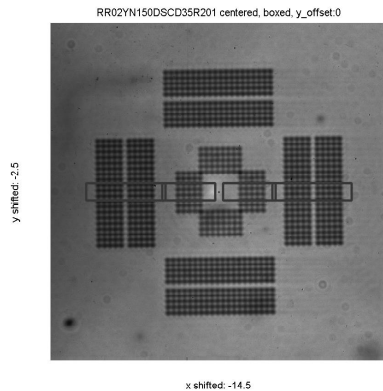 RR02YN150DSCD35R201 centered, boxed, y_offset:0
y shifted: -2.5
x shifted: -14.5